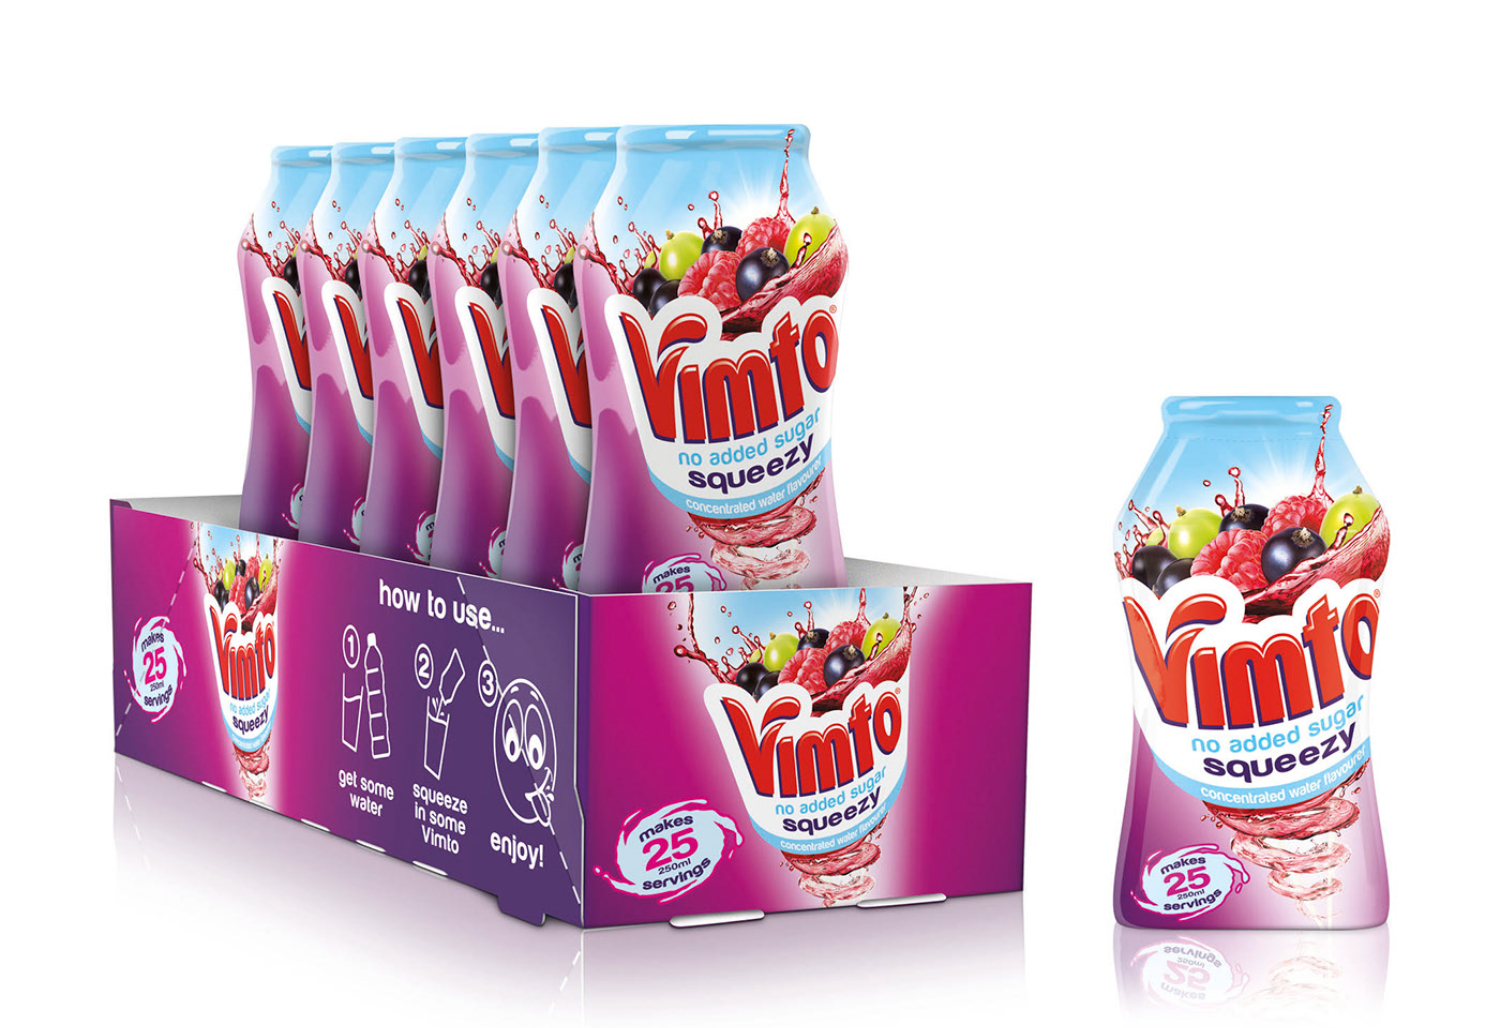 Vimto®
no added sugar
squeezy
concentrated water flavourer
makes
25
makes
25
250ml
servings
Vimto
no added sugar
squeezy
how to use...
1
get some
water
2
squeeze
in some
Vimto
3
enjoy!
makes
25
250ml
servings
Vimto®
no added sugar
squeezy
concentrated water flavourer
Vimto®
no added sugar
squeezy
concentrated water flavourer
makes
25
250ml
servings